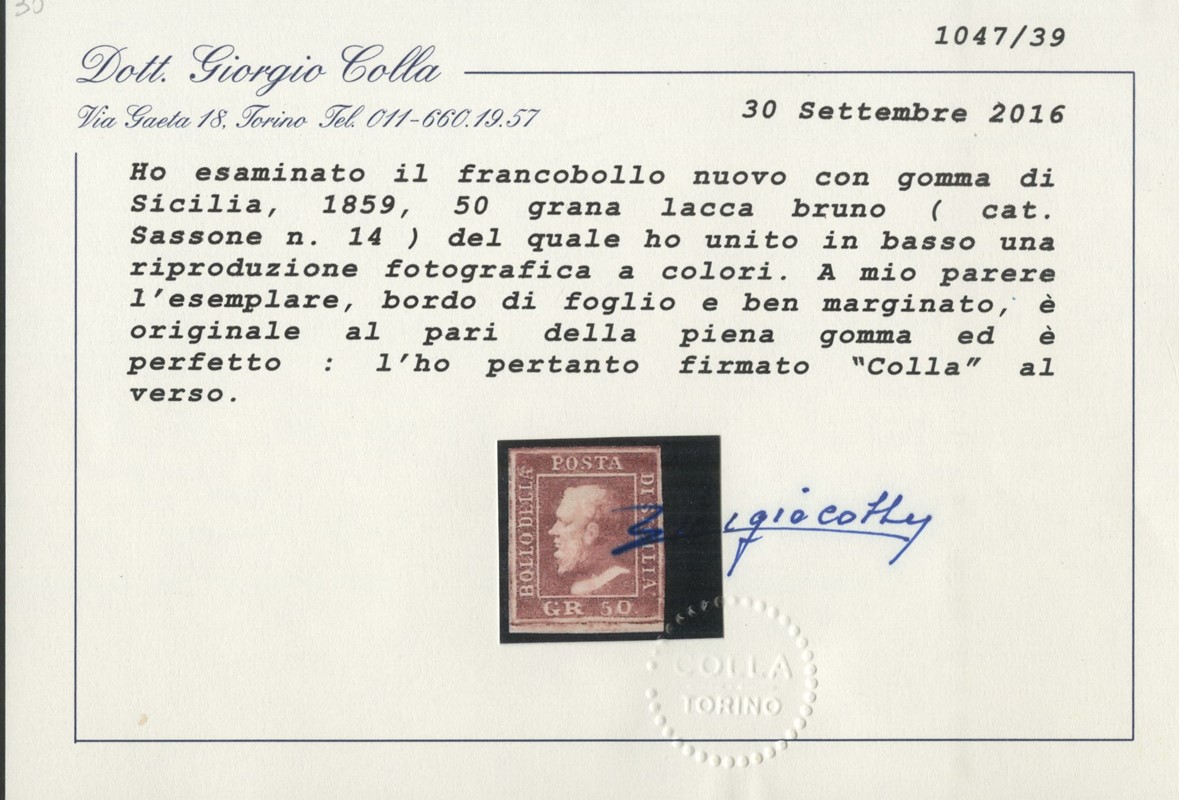 30
1047/39
Dott. Giorgio Colla
Via Gaeta 18, Torino Tel. 011-660.19.57
30 Settembre 2016
Ho esaminato il francobollo nuovo con gomma di
Sicilia, 1859, 50 grana lacca bruno ( cat.
Sassone n. 14 ) del quale ho unito in basso una
riproduzione fotografica a colori. A mio parere
l'esemplare, bordo di foglio e ben marginato, è
originale al pari della piena gomma ed è
perfetto : l'ho pertanto firmato “Colla” al
verso.
POSTA
BOLLO DELLA
DI SICILIA
GR 50.
COLLA
TORINO